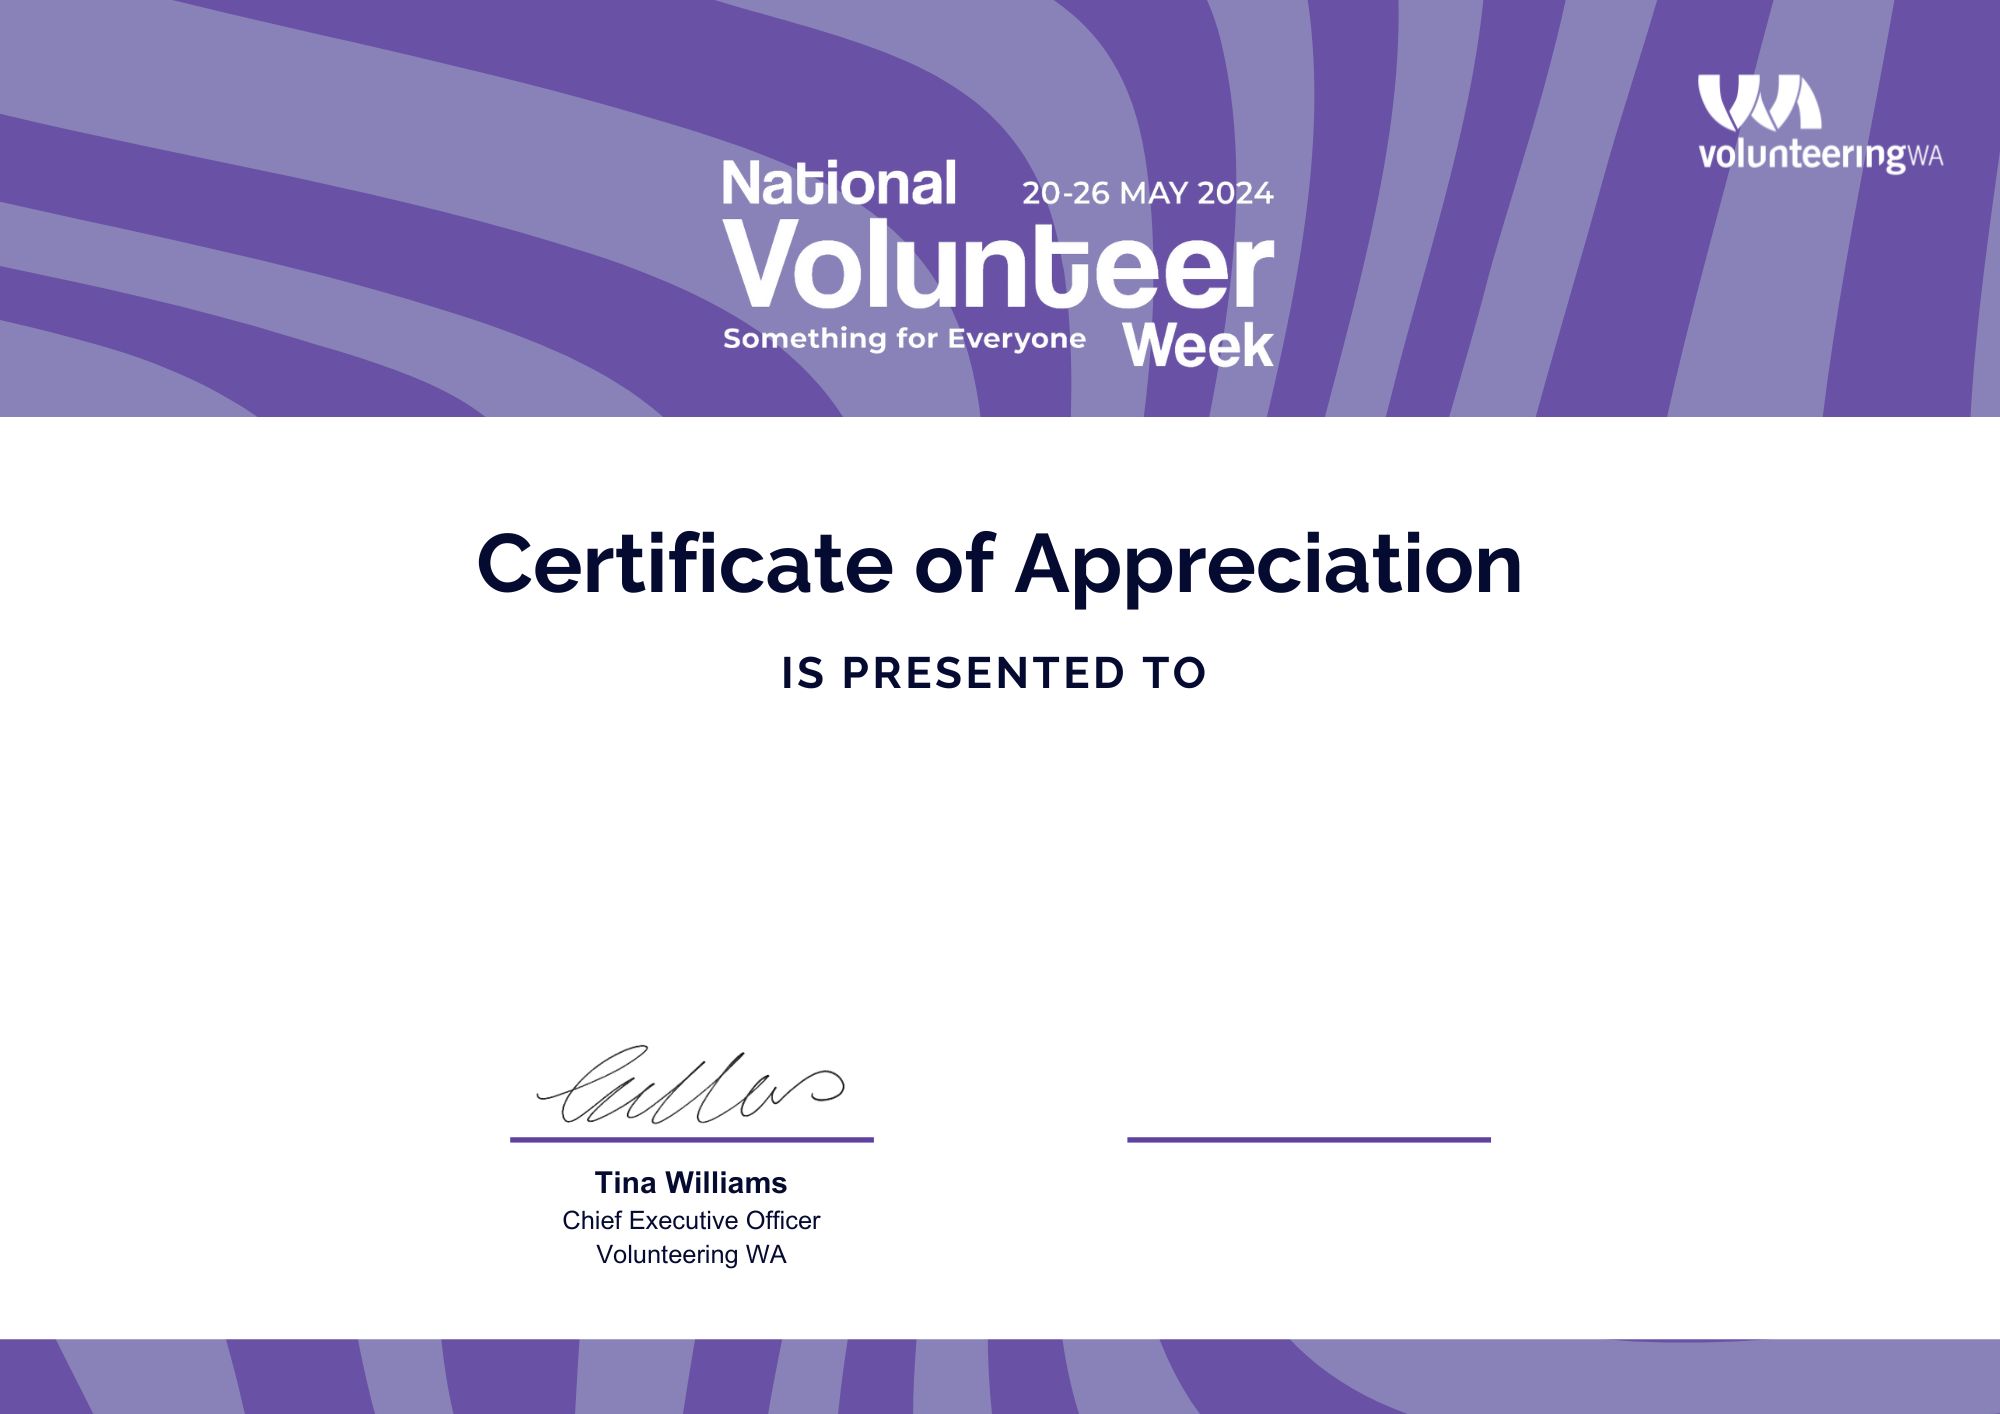 National
20-26 MAY 2024
Volunteer
Something for Everyone
Week
volunteeringWA
Certificate of Appreciation
IS PRESENTED TO
Tina Williams
Chief Executive Officer
Volunteering WA